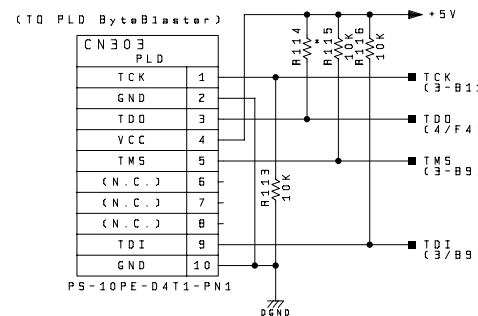 (TO PLD ByteBlaster)
+5V
CN303
PLD
R114
*
R115
10K
R116
10K
TCK 1
TCK
(3-B1
GND 2
TDO 3
TDO
(4/F4
VCC 4
TMS 5
TMS
(3-B9
(N.C.) 6
R113
10K
(N.C.) 7
(N.C.) 8
TDI 9
TDI
(3/B9
GND 10
PS-10PE-D4T1-PN1
DGND